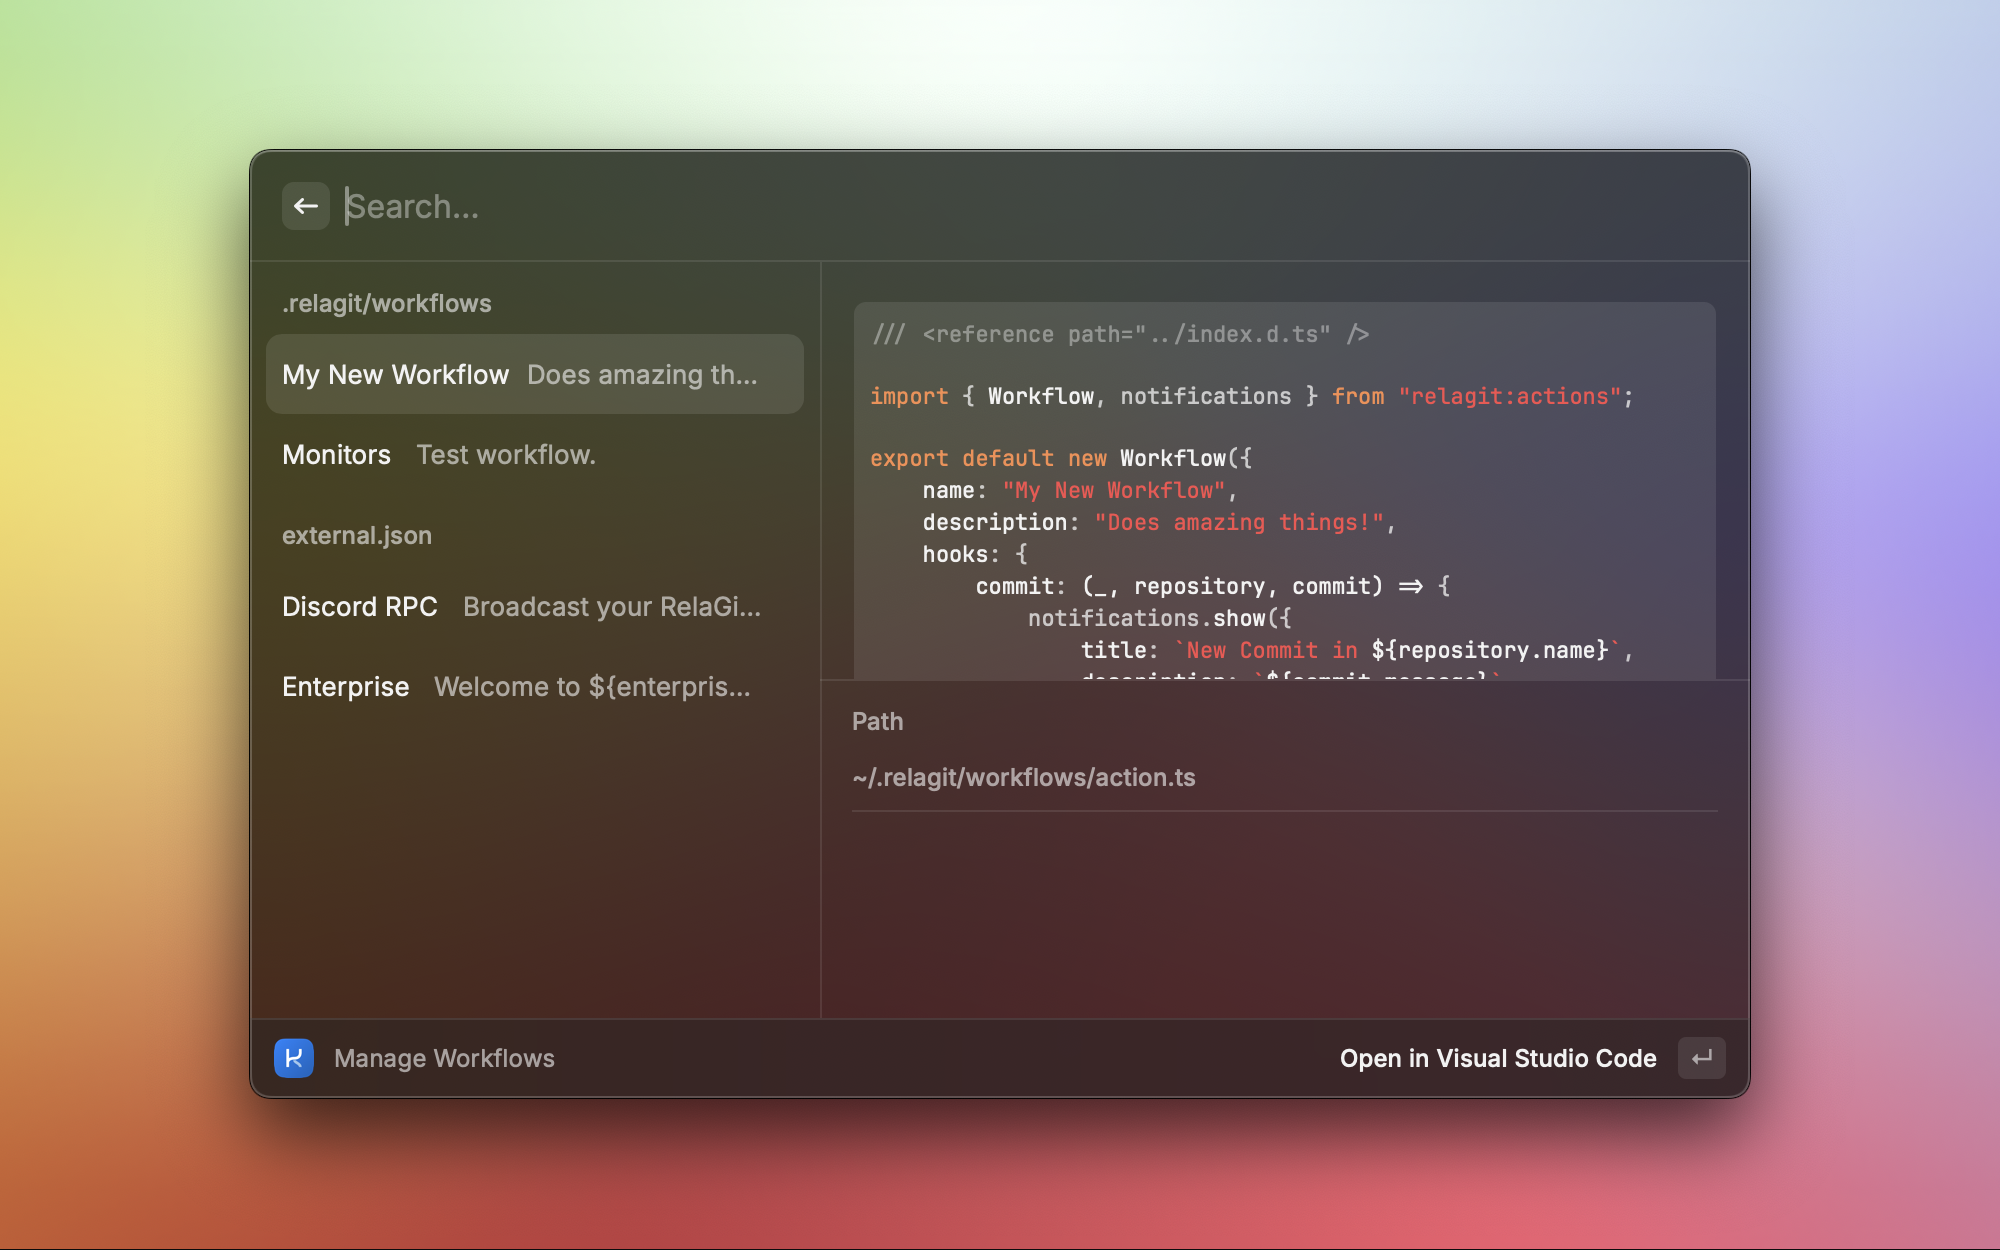 Search...
.relagit/workflows
My New Workflow Does amazing th...
Monitors Test workflow.
external.json
Discord RPC Broadcast your RelaGi...
Enterprise Welcome to ${enterpris...
/// <reference path="../index.d.ts" />
import { Workflow, notifications } from "relagit:actions";
export default new Workflow({
name: "My New Workflow",
description: "Does amazing things!",
hooks: {
commit: (_, repository, commit) => {
notifications.show({
title: `New Commit in ${repository.name}`,
description: `${commit.message}`
Path
~/.relagit/workflows/action.ts
Manage Workflows
Open in Visual Studio Code